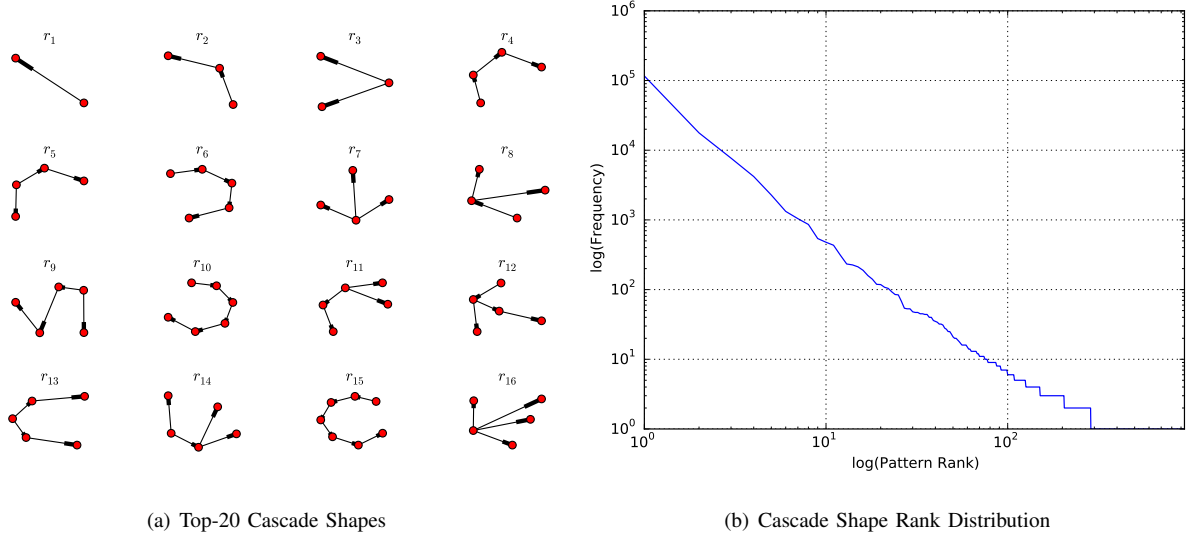 r1 r2 r3 r4
r5 r6 r7 r8
r9 r10 r11 r12
r13 r14 r15 r16
(a) Top-20 Cascade Shapes
10^6
10^5
10^4
10^3
10^2
10^1
10^0
log(Frequency)
10^0 10^1 10^2
log(Pattern Rank)
(b) Cascade Shape Rank Distribution